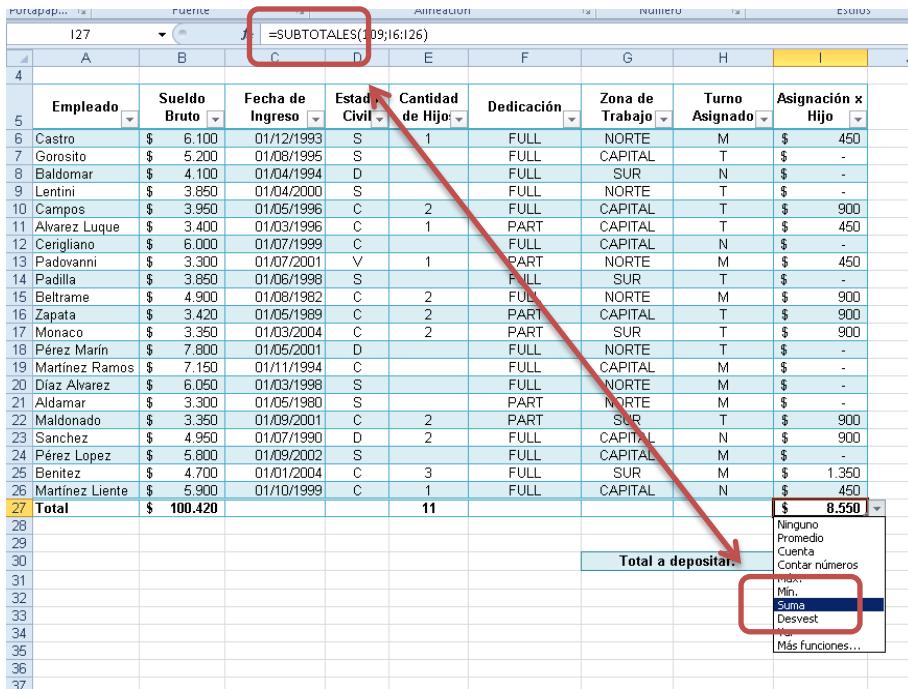 Portapap... Fuente Alineación Número Estilos
I27 =SUBTOTALES(109;I6:I26)
A B C D E F G H I
4
5 Empleado Sueldo Bruto Fecha de Ingreso Civil Cantidad de Hijos Dedicación Zona de Trabajo Turno Asignado Asignación x Hijo
6 Castro $ 6.100 01/12/1993 S 1 FULL NORTE M $ 450
7 Gorosito $ 5.200 01/08/1995 S FULL CAPITAL T $ -
8 Baldomar $ 4.100 01/04/1994 D FULL SUR N $ -
9 Lentini $ 3.850 01/04/2000 S FULL NORTE T $ -
10 Campos $ 3.950 01/05/1996 C 2 FULL CAPITAL T $ 900
11 Alvarez Luque $ 3.400 01/03/1996 C 1 PART CAPITAL T $ 450
12 Cerigliano $ 6.000 01/07/1999 C FULL CAPITAL N $ -
13 Padovanni $ 3.300 01/07/2001 V 1 PART NORTE M $ 450
14 Padilla $ 3.850 01/06/1998 S FULL SUR T $ -
15 Beltrame $ 4.900 01/08/1982 C 2 FULL NORTE M $ 900
16 Zapata $ 3.420 01/05/1989 C 2 PART CAPITAL T $ 900
17 Monaco $ 3.350 01/03/2004 C 2 PART SUR T $ 900
18 Pérez Marín $ 7.800 01/05/2001 D FULL NORTE T $ -
19 Martínez Ramos $ 7.150 01/11/1994 C FULL CAPITAL M $ -
20 Díaz Alvarez $ 6.050 01/03/1998 S FULL NORTE M $ -
21 Aldamar $ 3.300 01/05/1980 S PART NORTE M $ -
22 Maldonado $ 3.350 01/09/2001 C 2 PART SUR T $ 900
23 Sanchez $ 4.950 01/07/1990 D 2 FULL CAPITAL N $ 900
24 Pérez Lopez $ 5.800 01/09/2002 S FULL CAPITAL M $ -
25 Benitez $ 4.700 01/01/2004 C 3 FULL SUR M $ 1.350
26 Martínez Liente $ 5.900 01/10/1999 C 1 FULL CAPITAL N $ 450
27 Total $ 100.420 11 $ 8.550
28 Ninguno
29 Promedio
Cuenta
30 Total a depositar: Contar números
31 Máx.
32 Mín.
Suma
33 Desvest
34
35 Más funciones...
36
37